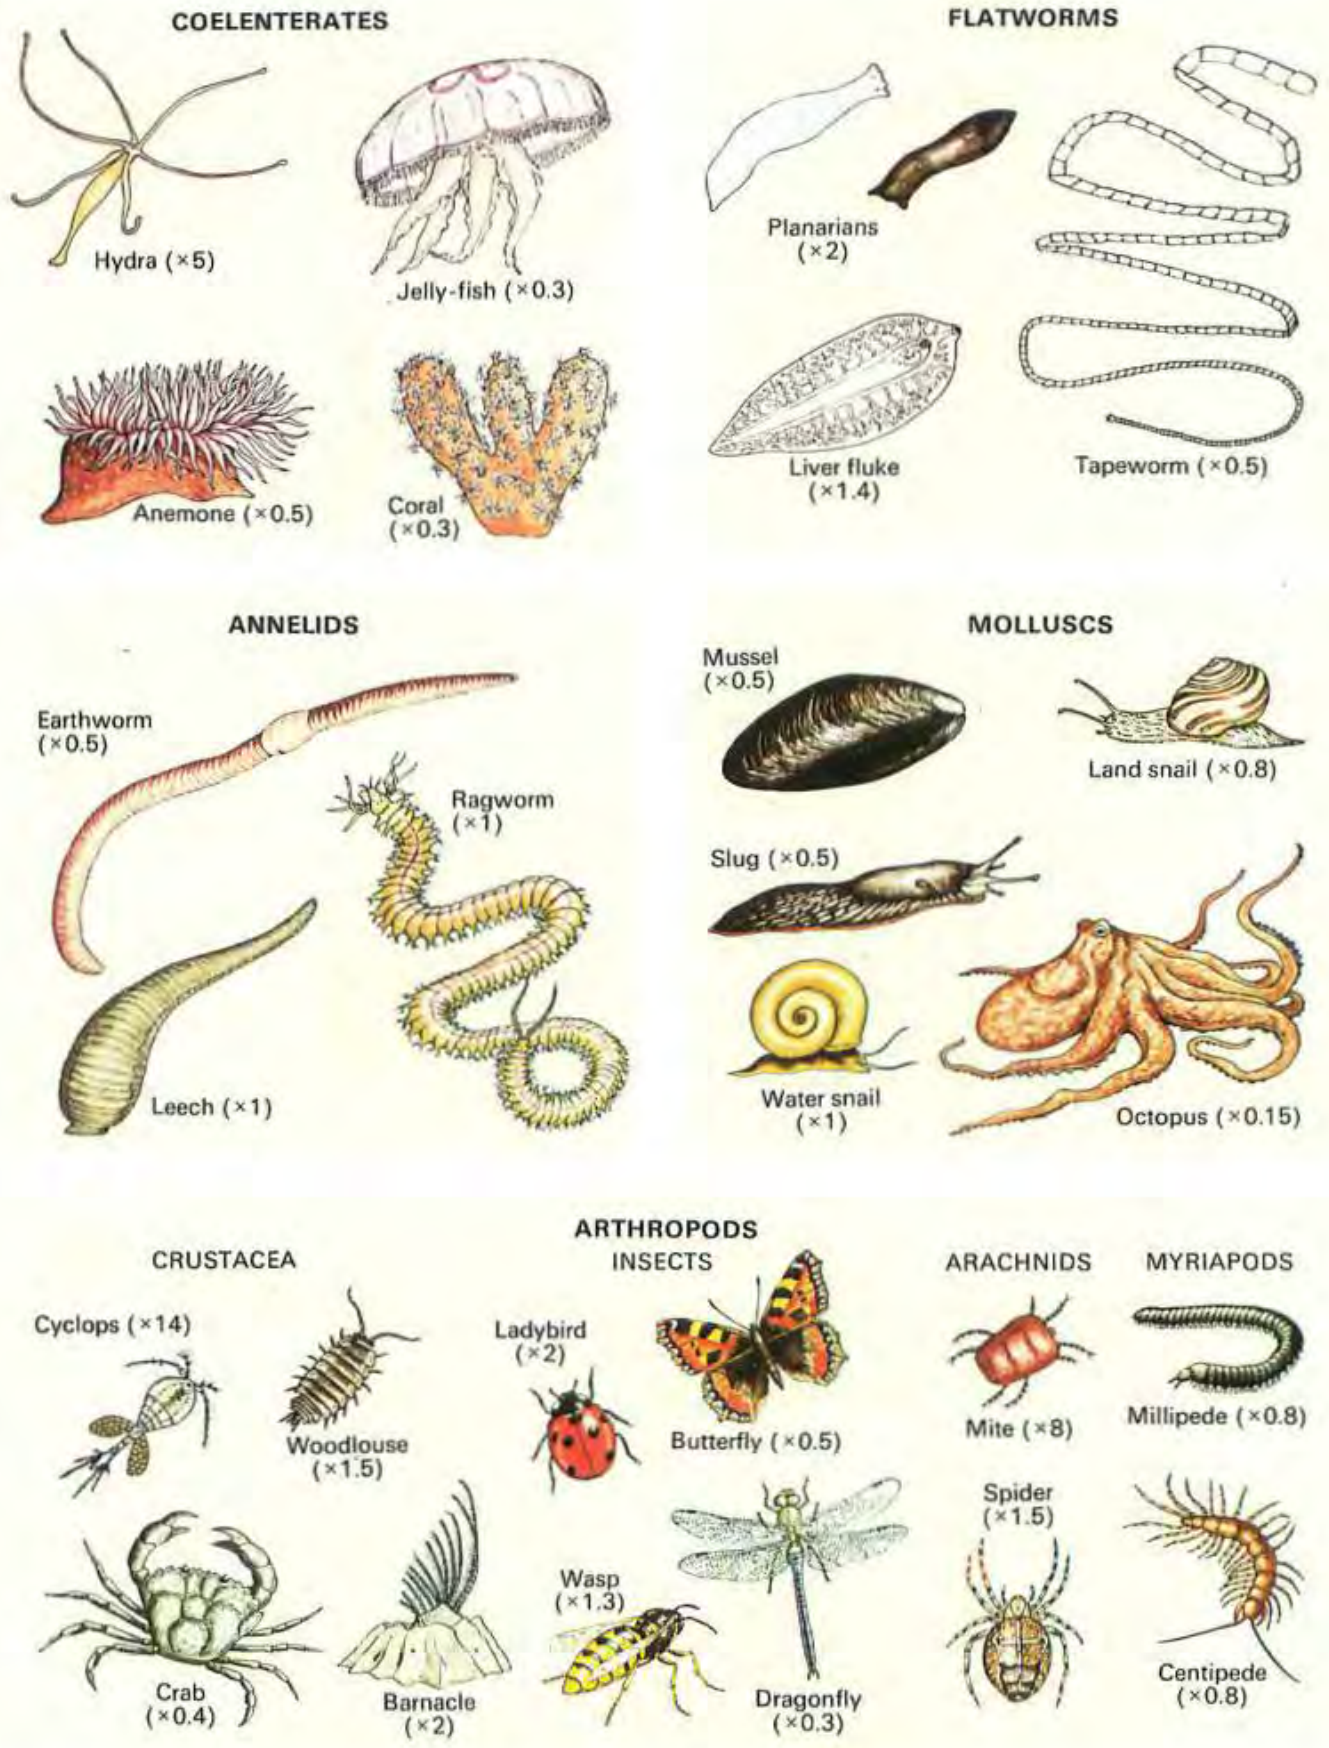 COELENTERATES
Hydra (×5)
Jelly-fish (×0.3)
Anemone (×0.5)
Coral
(×0.3)
FLATWORMS
Planarians
(×2)
Liver fluke
(×1.4)
Tapeworm (×0.5)
ANNELIDS
Earthworm
(×0.5)
Ragworm
(×1)
Leech (×1)
MOLLUSCS
Mussel
(×0.5)
Land snail (×0.8)
Slug (×0.5)
Water snail
(×1)
Octopus (×0.15)
ARTHROPODS
CRUSTACEA
Cyclops (×14)
Woodlouse
(×1.5)
Crab
(×0.4)
Barnacle
(×2)
INSECTS
Ladybird
(×2)
Butterfly (×0.5)
Wasp
(×1.3)
Dragonfly
(×0.3)
ARACHNIDS
Mite (×8)
Spider
(×1.5)
MYRIAPODS
Millipede (×0.8)
Centipede
(×0.8)